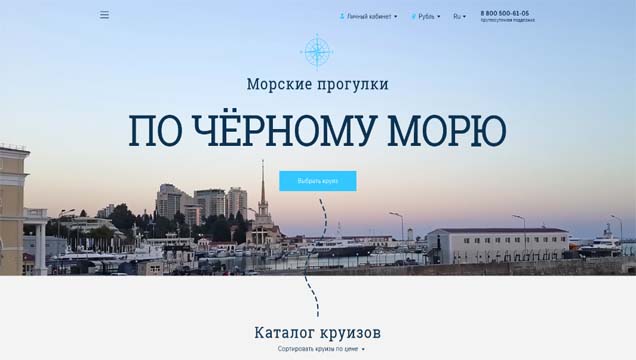 Личный кабинет
Рубль
Ru
8 800 500-61-05
круглосуточная поддержка
Морские прогулки
ПО ЧЁРНОМУ МОРЮ
Выбрать круиз
Каталог круизов
Сортировать круизы по цене